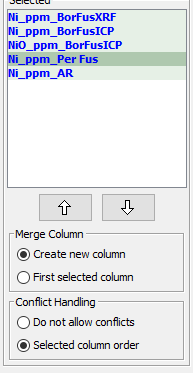 Selected
Ni_ppm_BorFusXRF
Ni_ppm_BorFusICP
NiO_ppm_BorFusICP
Ni_ppm_Per Fus
Ni_ppm_AR
Merge Column
Create new column
First selected column
Conflict Handling
Do not allow conflicts
Selected column order